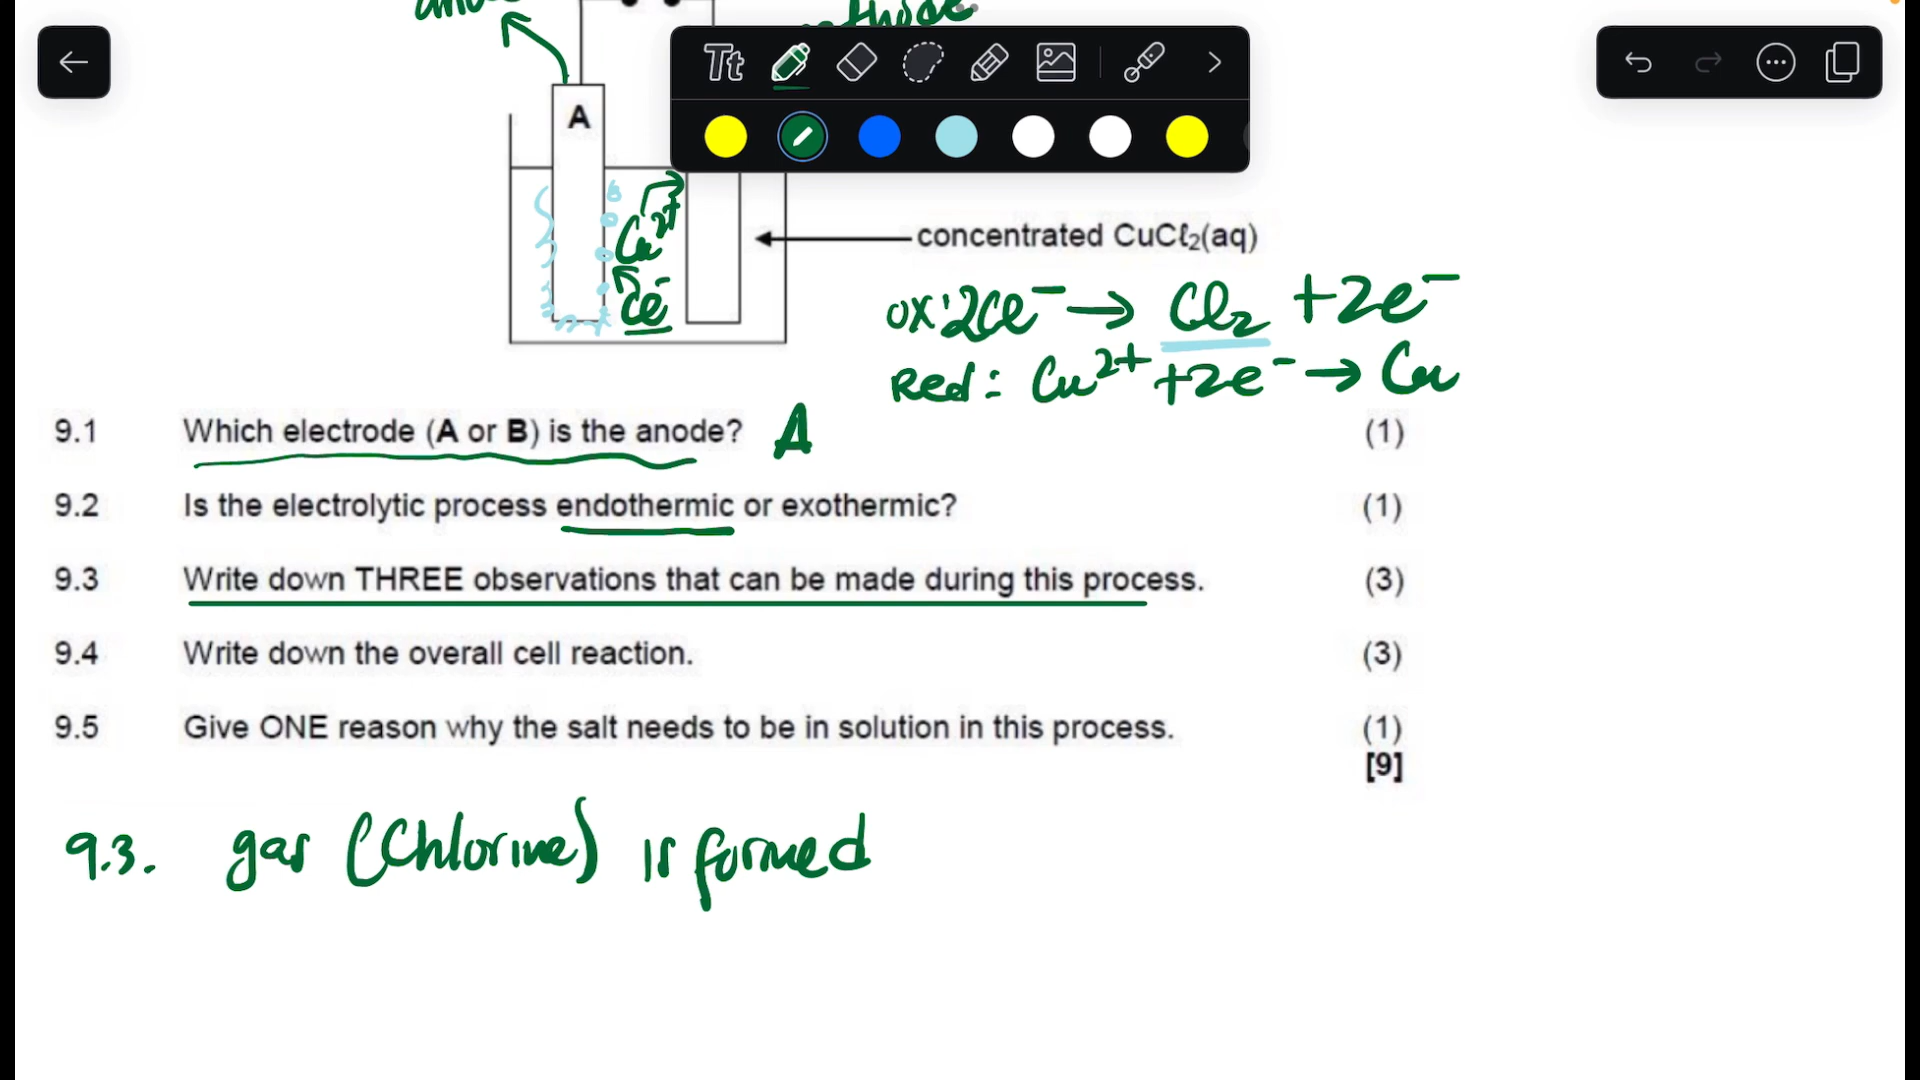 Tt
A
Cu2+
Cl-
concentrated CuCℓ2(aq)
ox: 2Cl- → Cl2 + 2e-
Red: Cu2+ + 2e- → Cu
9.1 Which electrode (A or B) is the anode? A (1)
9.2 Is the electrolytic process endothermic or exothermic? (1)
9.3 Write down THREE observations that can be made during this process. (3)
9.4 Write down the overall cell reaction. (3)
9.5 Give ONE reason why the salt needs to be in solution in this process. (1)
[9]
9.3. gas (Chlorine) is formed